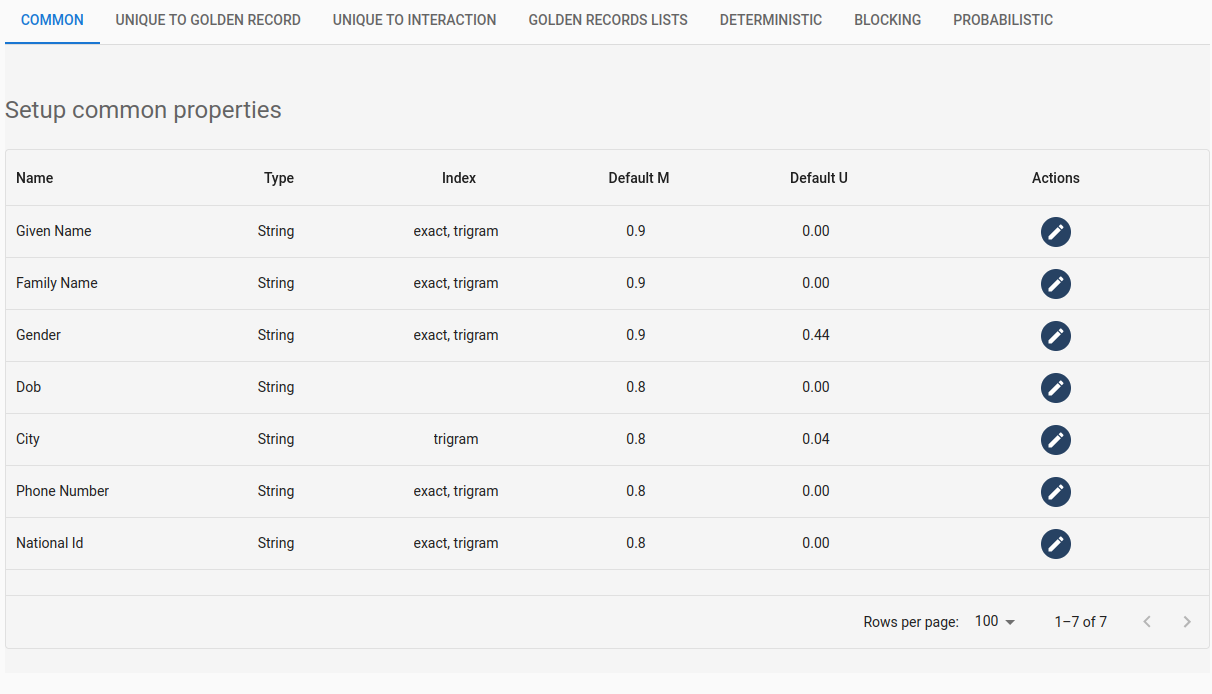 COMMON UNIQUE TO GOLDEN RECORD UNIQUE TO INTERACTION GOLDEN RECORDS LISTS DETERMINISTIC BLOCKING PROBABILISTIC
Setup common properties
Name Type Index Default M Default U Actions
Given Name String exact, trigram 0.9 0.00
Family Name String exact, trigram 0.9 0.00
Gender String exact, trigram 0.9 0.44
Dob String 0.8 0.00
City String trigram 0.8 0.04
Phone Number String exact, trigram 0.8 0.00
National Id String exact, trigram 0.8 0.00
Rows per page: 100 1–7 of 7